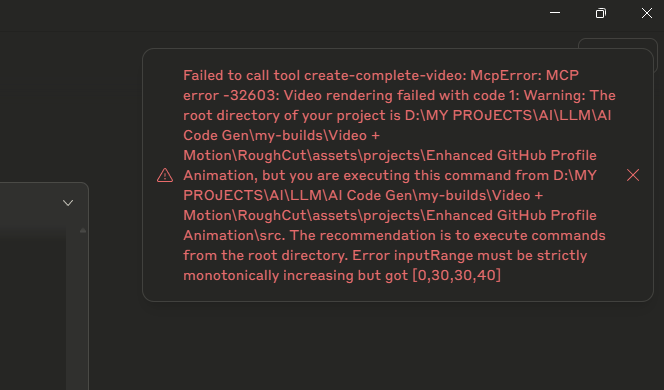 Failed to call tool create-complete-video: McpError: MCP
error -32603: Video rendering failed with code 1: Warning: The
root directory of your project is D:\MY PROJECTS\AI\LLM\AI
Code Gen\my-builds\Video +
Motion\RoughCut\assets\projects\Enhanced GitHub Profile
Animation, but you are executing this command from D:\MY
PROJECTS\AI\LLM\AI Code Gen\my-builds\Video +
Motion\RoughCut\assets\projects\Enhanced GitHub Profile
Animation\src. The recommendation is to execute commands
from the root directory. Error inputRange must be strictly
monotonically increasing but got [0,30,30,40]